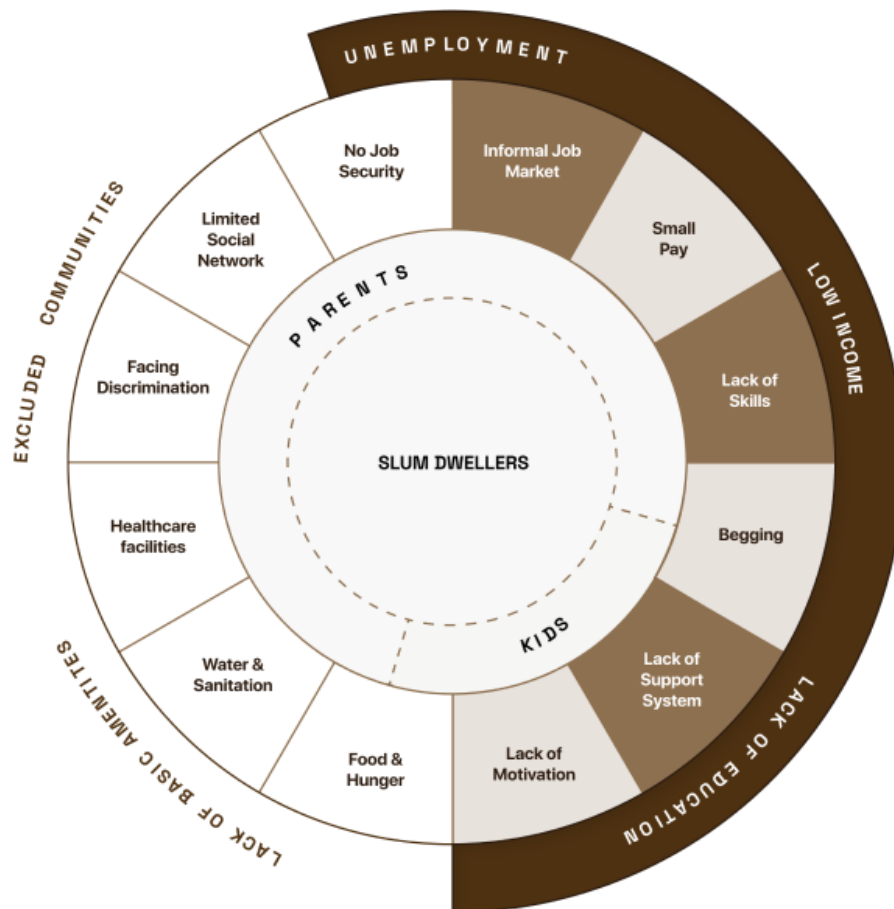 UNEMPLOYMENT
LOW INCOME
LACK OF EDUCATION
LACK OF BASIC AMENTITES
EXCLUDED COMMUNITIES
No Job
Security
Informal Job
Market
Small
Pay
Lack of
Skills
Begging
Lack of
Support
System
Lack of
Motivation
Food &
Hunger
Water &
Sanitation
Healthcare
facilities
Facing
Discrimination
Limited
Social
Network
PARENTS
SLUM DWELLERS
KIDS